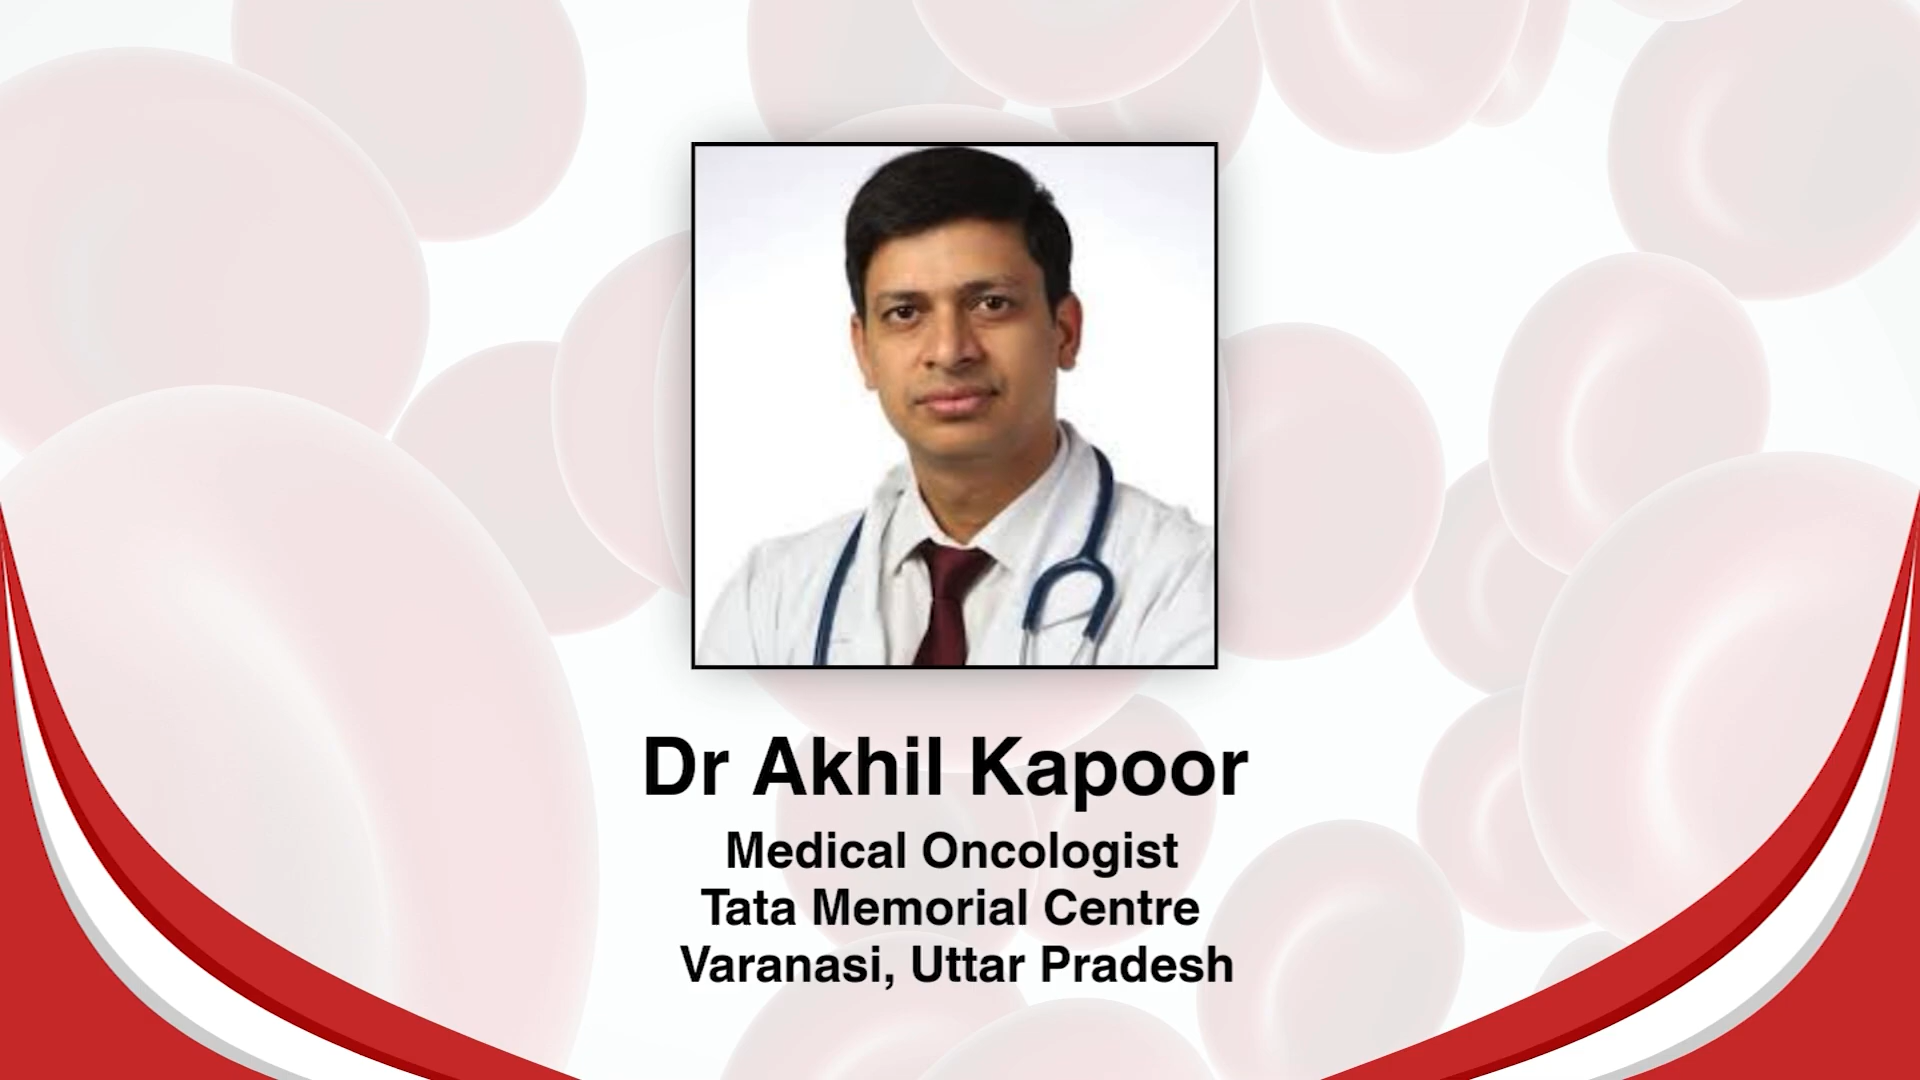 Dr Akhil Kapoor
Medical Oncologist
Tata Memorial Centre
Varanasi, Uttar Pradesh